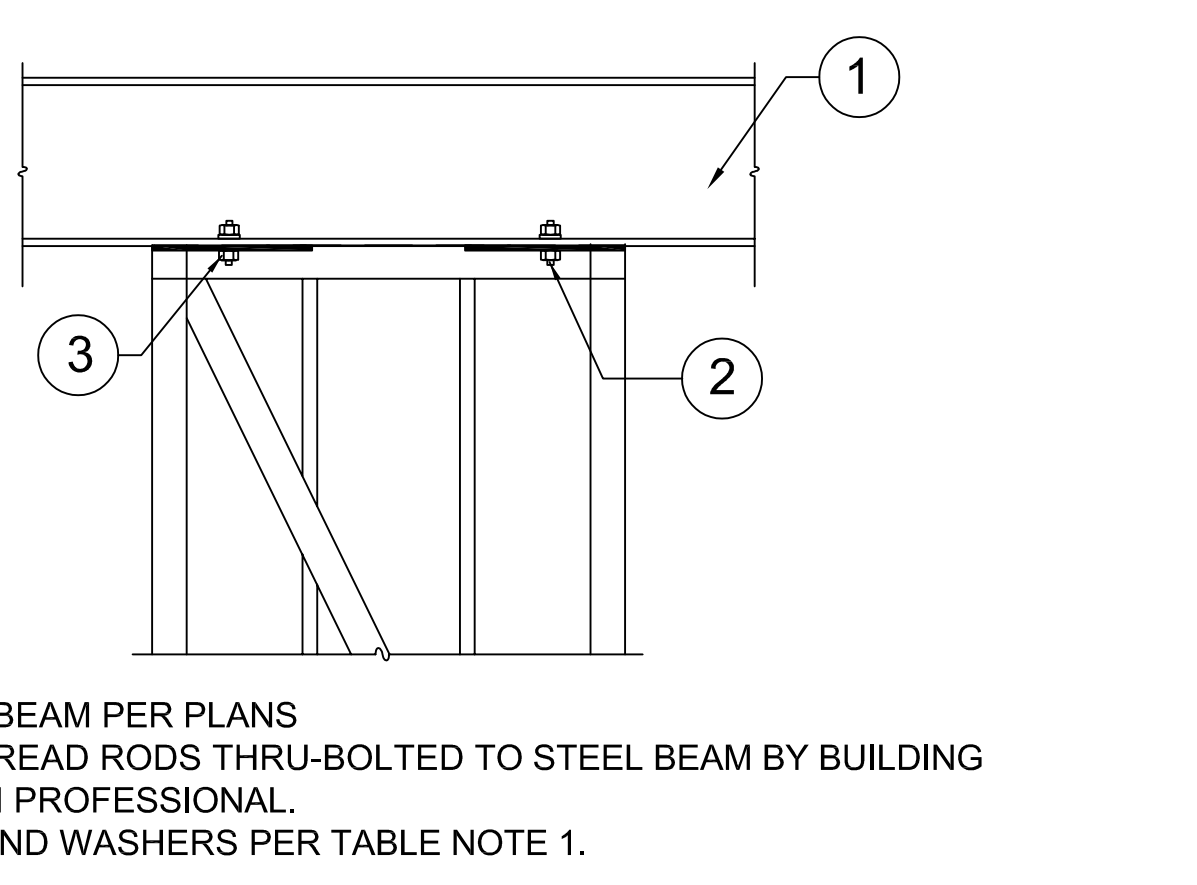 1
3
2
BEAM PER PLANS
READ RODS THRU-BOLTED TO STEEL BEAM BY BUILDING
PROFESSIONAL.
ND WASHERS PER TABLE NOTE 1.